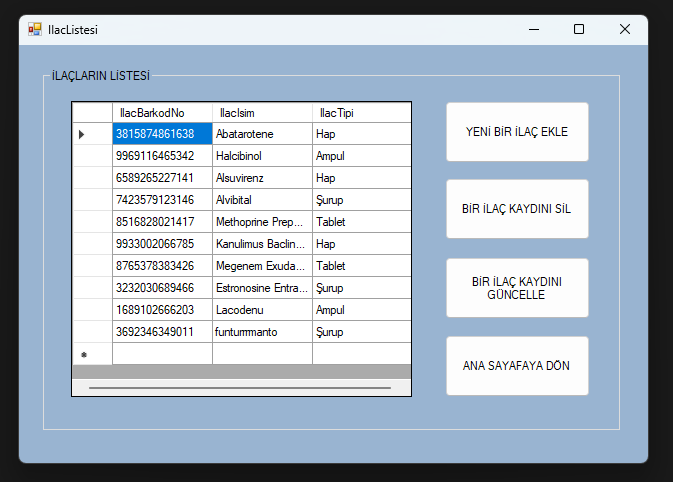 IlacListesi
İLAÇLARIN LİSTESİ
IlacBarkodNo IlacIsim IlacTipi
3815874861638 Abatarotene Hap
9969116465342 Halcibinol Ampul
6589265227141 Alsuvirenz Hap
7423579123146 Alvibital Şurup
8516828021417 Methoprine Prep... Tablet
9933002066785 Kanulimus Baclin... Hap
8765378383426 Megenem Exuda... Tablet
3232030689466 Estronosine Entra... Şurup
1689102666203 Lacodenu Ampul
3692346349011 funturrrmanto Şurup
YENİ BİR İLAÇ EKLE
BİR İLAÇ KAYDINI SİL
BİR İLAÇ KAYDINI
GÜNCELLE
ANA SAYAFAYA DÖN